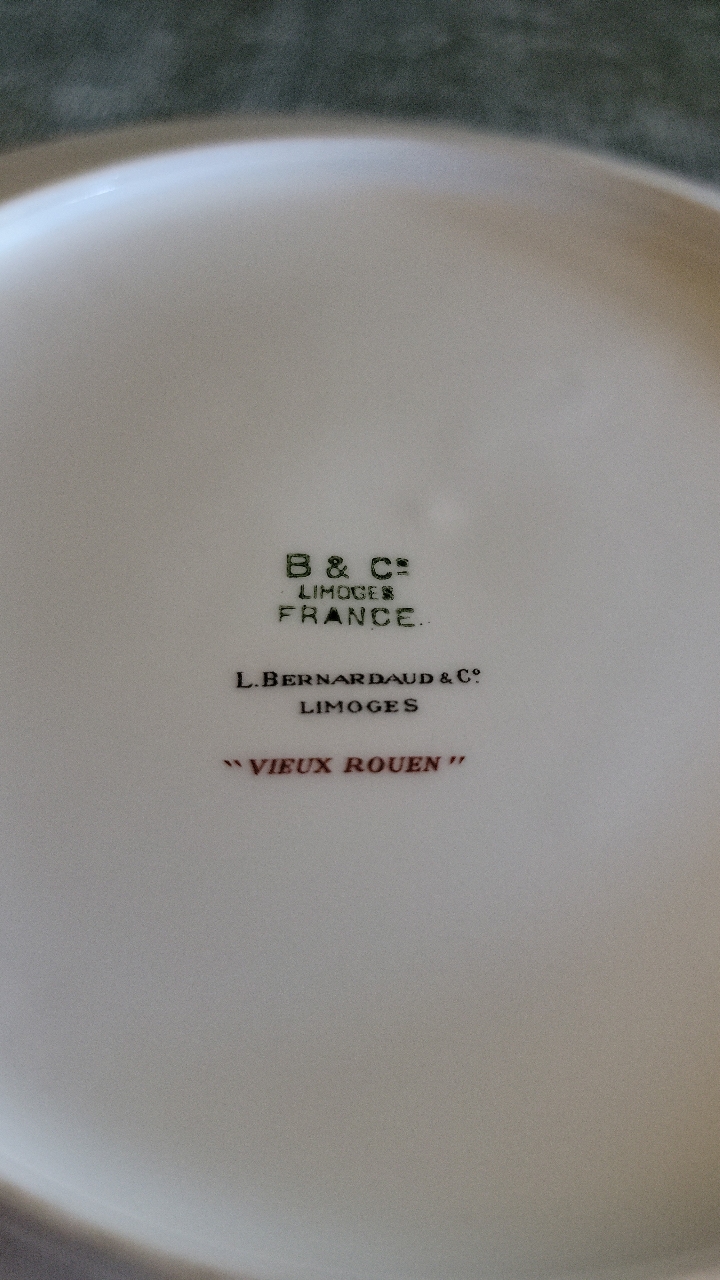 B & Co
LIMOGES
FRANCE.
L. BERNARDAUD & Co
LIMOGES
“VIEUX ROUEN”